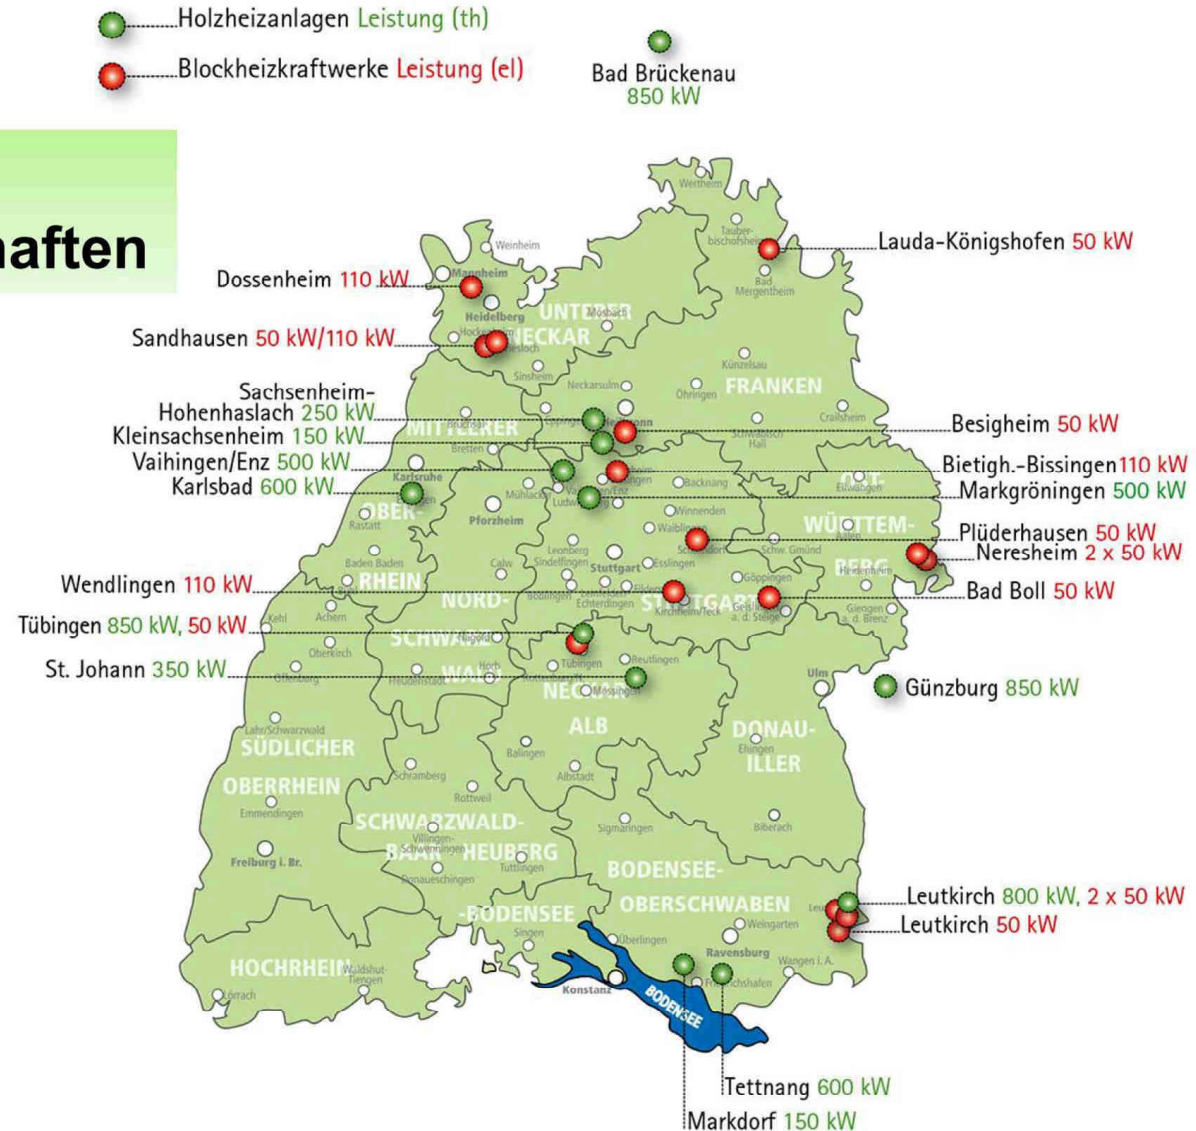 Holzheizanlagen Leistung (th)
Blockheizkraftwerke Leistung (el)
Bad Brückenau
850 kW
haften
Wertheim
Tauber-
bischofsheim
Lauda-Königshofen 50 kW
Weinheim
Bad
Mergentheim
Dossenheim 110 kW
Mannheim
Heidelberg
UNTERER
Mosbach
NECKAR
Sandhausen 50 kW/110 kW
Sinsheim
Künzelsau
Neckarsulm
Öhringen
FRANKEN
Sachsenheim-
Hohenhaslach 250 kW
Crailsheim
Bruchsal
MITTLERER
Schwäbisch
Hall
Besigheim 50 kW
Kleinsachsenheim 150 kW
Bretten
Vaihingen/Enz 500 kW
Bietigh.-Bissingen 110 kW
Karlsruhe
Karlsbad 600 kW
Markgröningen 500 kW
Backnang
OST-
Ellwangen
Mühlacker
OBER-
Rastatt
Pforzheim
Winnenden
Waiblingen
WÜRTTEM-
Aalen
Plüderhausen 50 kW
Neresheim 2 x 50 kW
Leonberg
Sindelfingen
Stuttgart
Esslingen
Schw. Gmünd
BERG
Heidenheim
Baden Baden
RHEIN
Calw
Göppingen
Wendlingen 110 kW
Böblingen
Echterdingen
STUTTGART
Kirchheim/Teck
Geislingen
a. d. Steige
Bad Boll 50 kW
NORD-
Giengen
a. d. Brenz
Kehl
Achern
Tübingen 850 kW, 50 kW
SCHWARZ-
Nagold
Oberkirch
Tübingen
Reutlingen
St. Johann 350 kW
Offenburg
Freudenstadt
Horb
WALD
NECKAR
Mössingen
Ulm
Günzburg 850 kW
ALB
Lahr/Schwarzwald
SÜDLICHER
Balingen
DONAU-
Ehingen
ILLER
OBERRHEIN
Schramberg
Albstadt
Rottweil
Emmendingen
SCHWARZWALD-
Villingen-
Schwenningen
Sigmaringen
Biberach
Freiburg i. Br.
BAAR-HEUBERG
Tuttlingen
Donaueschingen
BODENSEE-
OBERSCHWABEN
Leutkirch 800 kW, 2 x 50 kW
Leutkirch 50 kW
-BODENSEE
Singen
Überlingen
Weingarten
Ravensburg
Wangen i. A.
HOCHRHEIN
Waldshut-
Tiengen
Lörrach
Konstanz
BODENSEE
Friedrichshafen
Tettnang 600 kW
Markdorf 150 kW